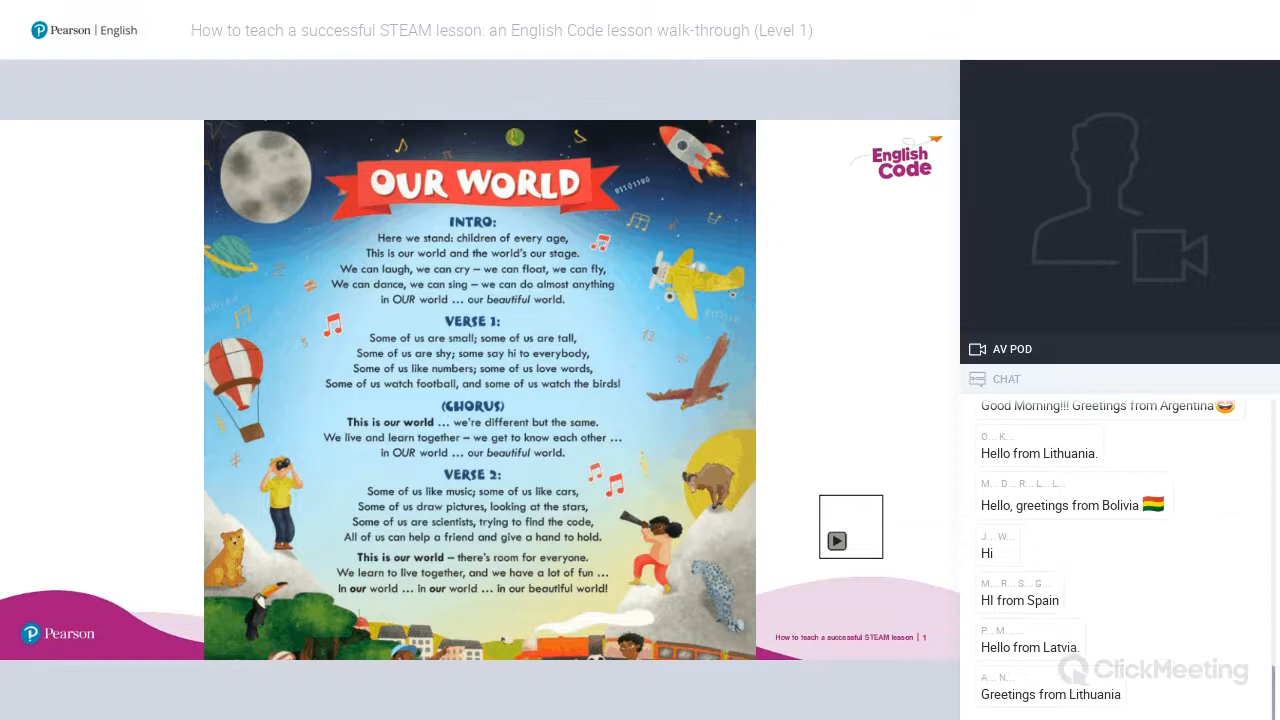 Pearson | English
How to teach a successful STEAM lesson: an English Code lesson walk-through (Level 1)
English
Code
OUR WORLD
01101100
INTRO:
Here we stand: children of every age,
This is our world and the world's our stage.
We can laugh, we can cry – we can float, we can fly,
We can dance, we can sing – we can do almost anything
in OUR world ... our beautiful world.
VERSE 1:
Some of us are small; some of us are tall,
Some of us are shy; some say hi to everybody,
Some of us like numbers; some of us love words,
Some of us watch football, and some of us watch the birds!
(CHORUS)
This is our world ... we're different but the same.
We live and learn together – we get to know each other ...
in OUR world ... our beautiful world.
VERSE 2:
Some of us like music; some of us like cars,
Some of us draw pictures, looking at the stars,
Some of us are scientists, trying to find the code,
All of us can help a friend and give a hand to hold.
This is our world – there's room for everyone.
We learn to live together, and we have a lot of fun ...
In our world ... in our world ... in our beautiful world!
Pearson
How to teach a successful STEAM lesson | 1
AV POD
CHAT
Good Morning!!! Greetings from Argentina
O... K...
Hello from Lithuania.
M... D... R... L... L...
Hello, greetings from Bolivia
J... W...
Hi
M... R... S... G...
HI from Spain
P... M... ...
Hello from Latvia.
A... N...
Greetings from Lithuania
ClickMeeting